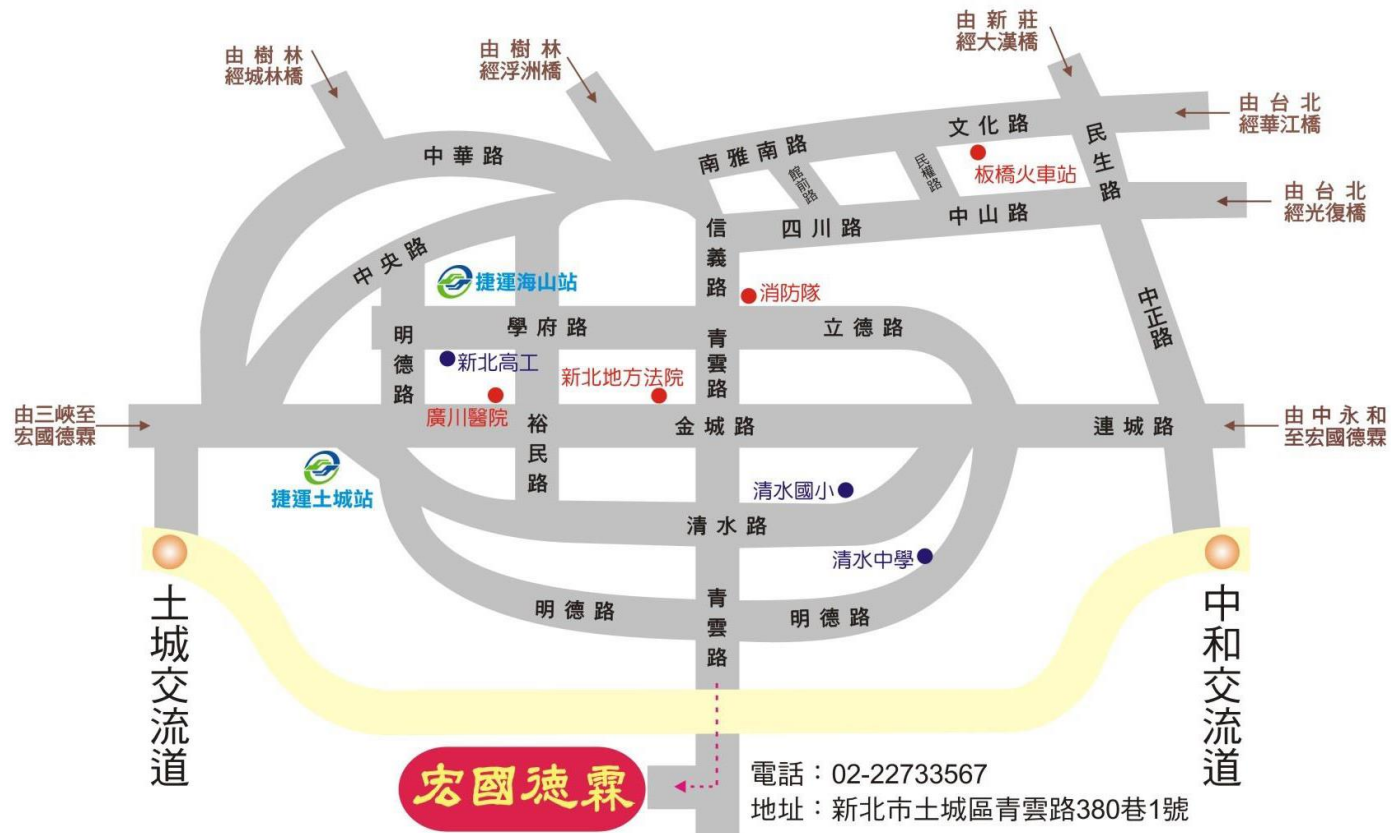 由樹林
經城林橋
由樹林
經浮洲橋
由新莊
經大漢橋
由台北
經華江橋
由台北
經光復橋
中華路
南雅南路
文化路
民生路
館前路
民權路
板橋火車站
四川路
中山路
信義路
中央路
捷運海山站
消防隊
中正路
學府路
立德路
明德路
青雲路
新北高工
新北地方法院
廣川醫院
由三峽至
宏國德霖
裕民路
金城路
連城路
由中永和
至宏國德霖
捷運土城站
清水國小
清水路
清水中學
明德路
青雲路
明德路
土城交流道
中和交流道
宏國德霖
電話：02-22733567
地址：新北市土城區青雲路380巷1號